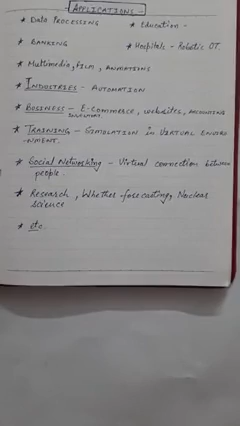 APPLICATIONS -
* Data PROCESSING
* Education -
* BANKING
* Hospitals - Robotic OT.
* Multimedia, Film, ANIMATIONS
* INDUSTRIES - AUTOMATION
* BUSINESS - E-COMMERCE, websites, ACCOUNTING
* TRAINING - SIMULATION IN VIRTUAL ENVIRO
-NMENT.
* Social Networking - Virtual connection between
people.
* Research, Whether-forecasting, Nuclear
science
* etc.